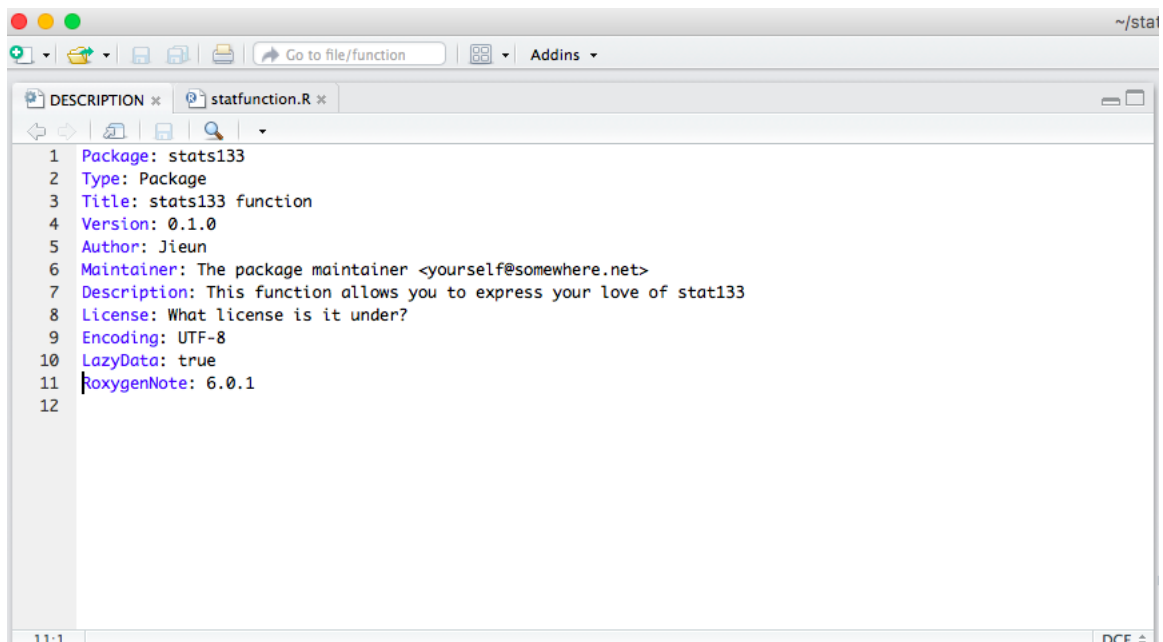 ~/stat
Go to file/function
Addins
DESCRIPTION
statfunction.R
1 Package: stats133
2 Type: Package
3 Title: stats133 function
4 Version: 0.1.0
5 Author: Jieun
6 Maintainer: The package maintainer <yourself@somewhere.net>
7 Description: This function allows you to express your love of stat133
8 License: What license is it under?
9 Encoding: UTF-8
10 LazyData: true
11 RoxygenNote: 6.0.1
12
11:1 DCF